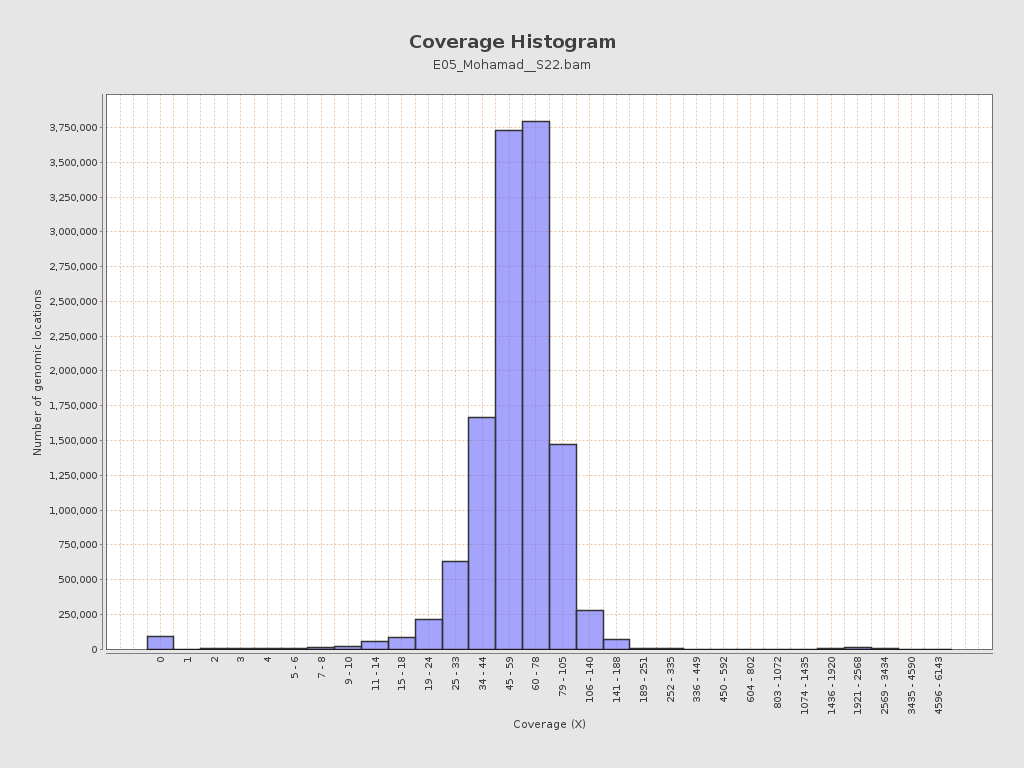 Coverage Histogram
E05_Mohamad__S22.bam
Number of genomic locations
3,750,000
3,500,000
3,250,000
3,000,000
2,750,000
2,500,000
2,250,000
2,000,000
1,750,000
1,500,000
1,250,000
1,000,000
750,000
500,000
250,000
0
0
1
2
3
4
5 - 6
7 - 8
9 - 10
11 - 14
15 - 18
19 - 24
25 - 33
34 - 44
45 - 59
60 - 78
79 - 105
106 - 140
141 - 188
189 - 251
252 - 335
336 - 449
450 - 592
604 - 802
803 - 1072
1074 - 1435
1436 - 1920
1921 - 2568
2569 - 3434
3435 - 4590
4596 - 6143
Coverage (X)